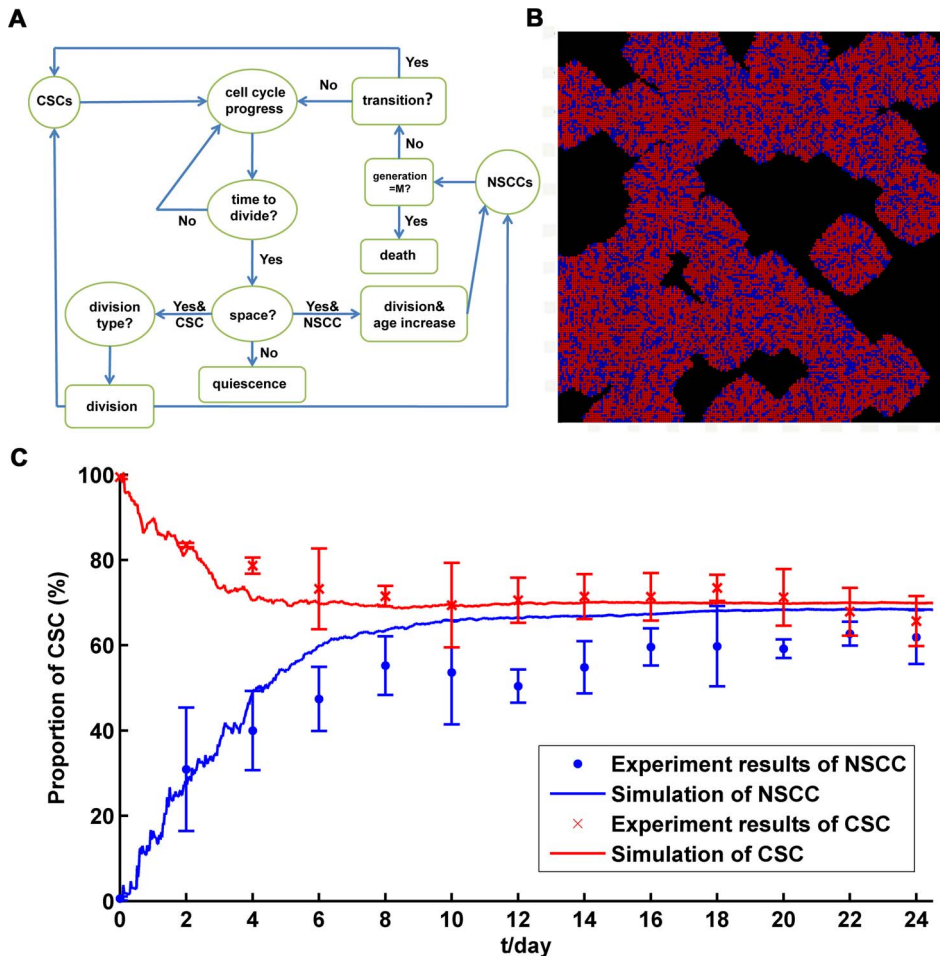 A
B
Yes
CSCs
cell cycle
progress
No
transition?
No
generation
=M?
NSCCs
time to
divide?
No
Yes
death
Yes
division
type?
Yes&
CSC
space?
Yes&
NSCC
division&
age increase
No
quiescence
division
C
Proportion of CSC (%)
100
80
60
40
20
0
0 2 4 6 8 10 12 14 16 18 20 22 24
t/day
Experiment results of NSCC
Simulation of NSCC
Experiment results of CSC
Simulation of CSC